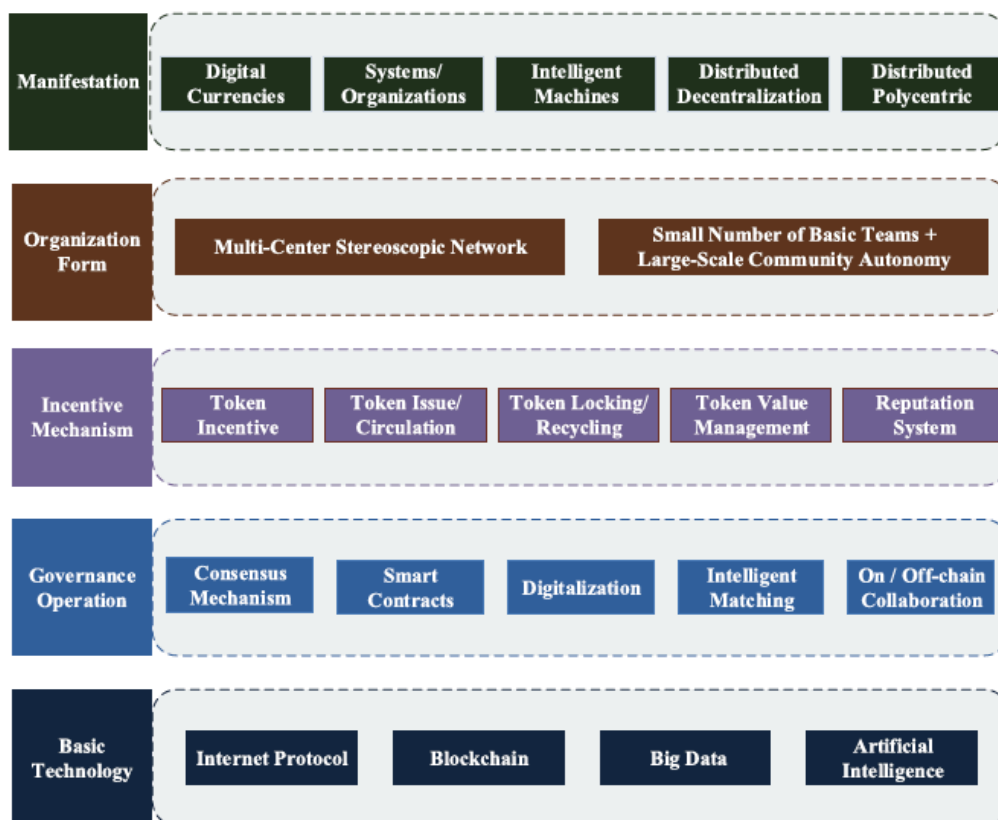 Manifestation
Digital
Currencies
Systems/
Organizations
Intelligent
Machines
Distributed
Decentralization
Distributed
Polycentric
Organization
Form
Multi-Center Stereoscopic Network
Small Number of Basic Teams +
Large-Scale Community Autonomy
Incentive
Mechanism
Token
Incentive
Token Issue/
Circulation
Token Locking/
Recycling
Token Value
Management
Reputation
System
Governance
Operation
Consensus
Mechanism
Smart
Contracts
Digitalization
Intelligent
Matching
On / Off-chain
Collaboration
Basic
Technology
Internet Protocol
Blockchain
Big Data
Artificial
Intelligence